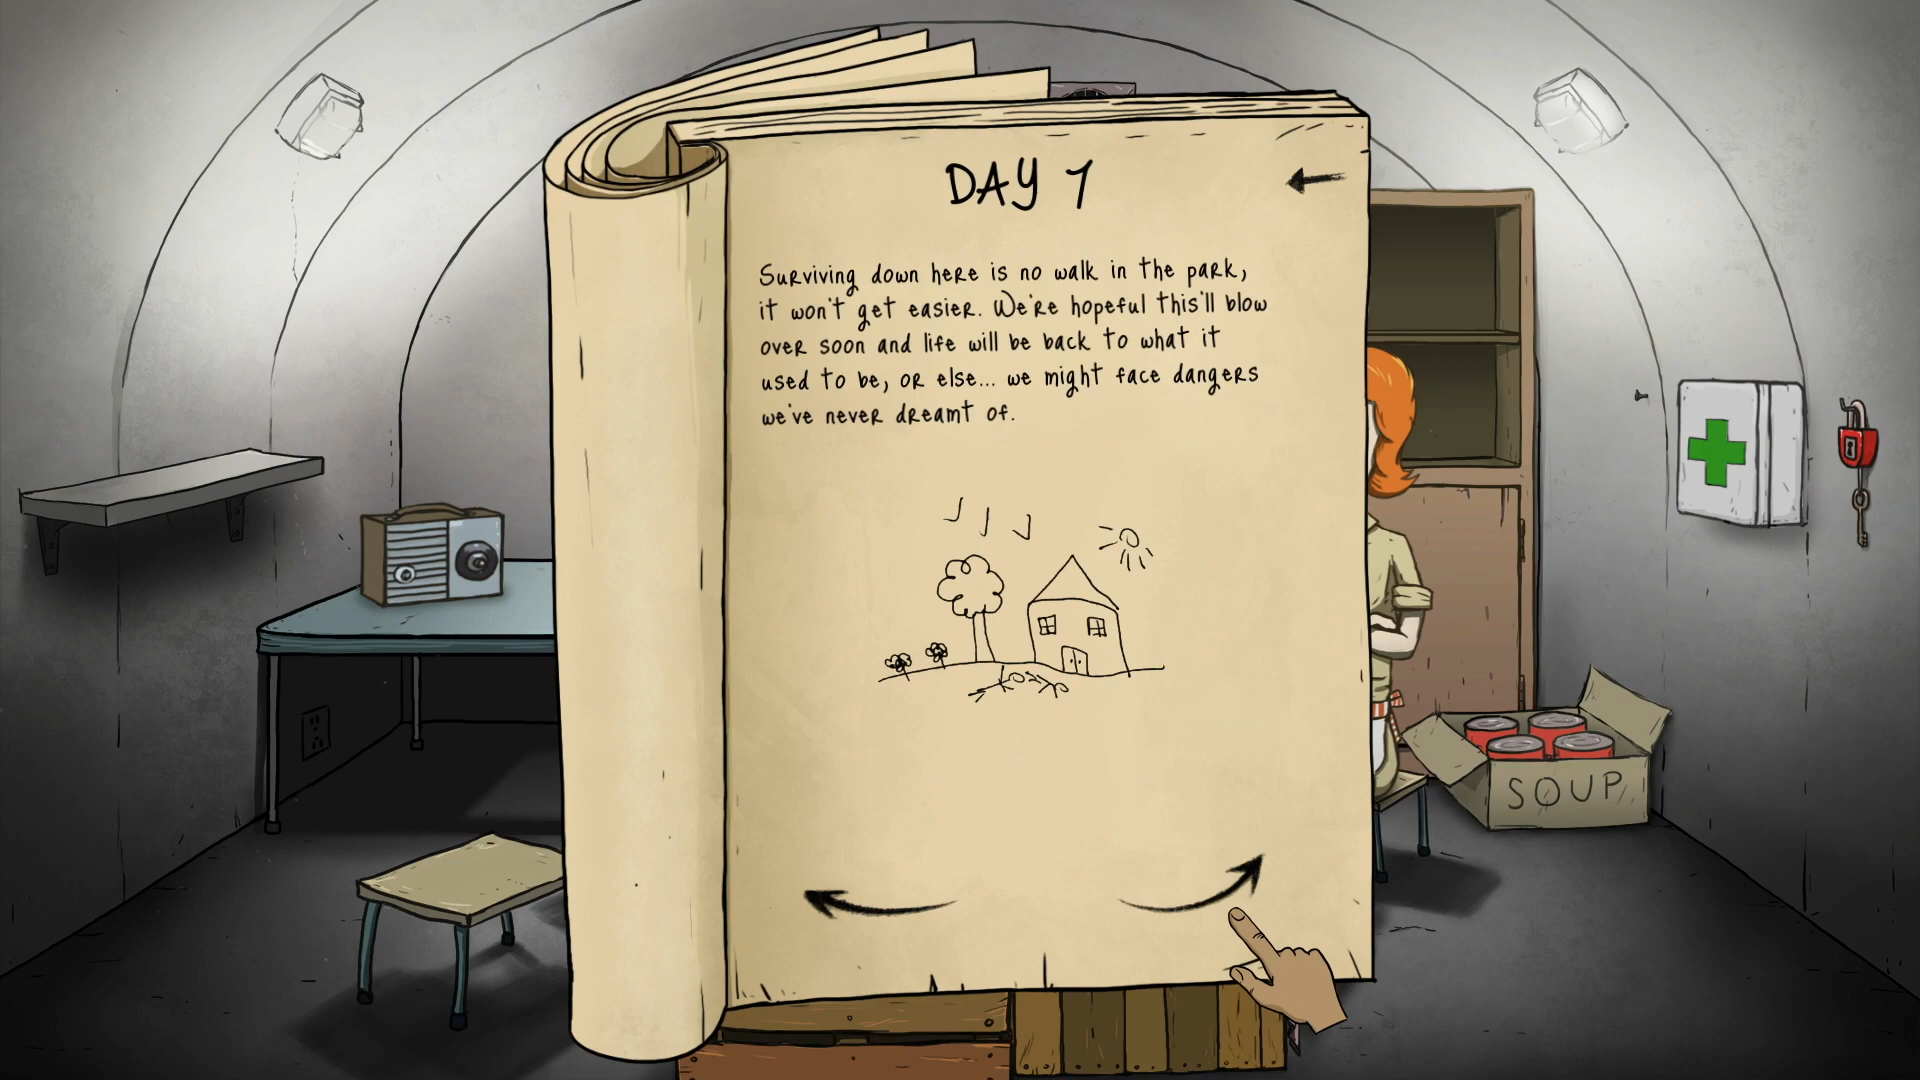 DAY 1
Surviving down here is no walk in the park,
it won't get easier. We're hopeful this'll blow
over soon and life will be back to what it
used to be, or else... we might face dangers
we've never dreamt of.
SOUP